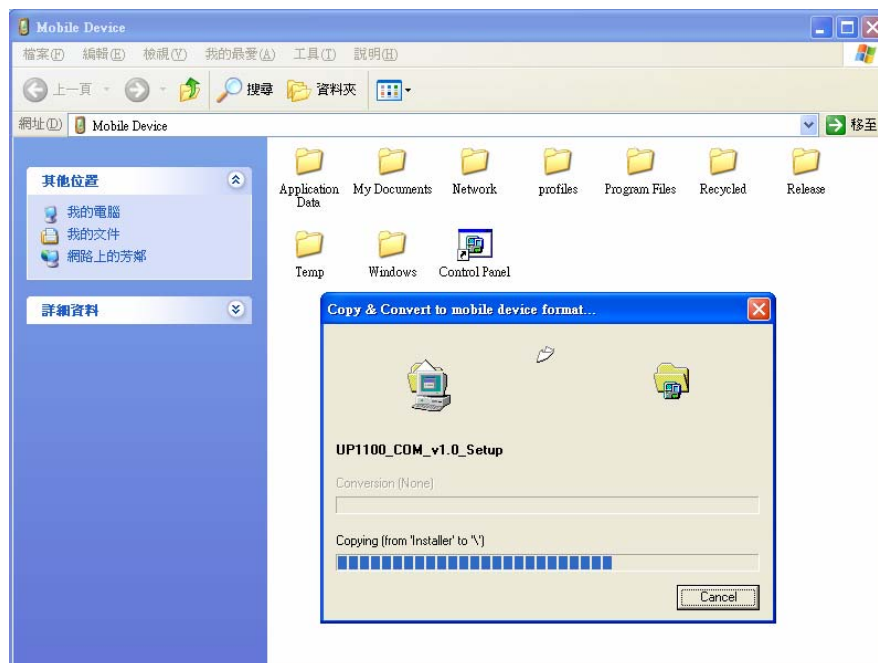 Mobile Device
檔案(F) 編輯(E) 檢視(V) 我的最愛(A) 工具(T) 說明(H)
上一頁 搜尋 資料夾
網址(D) Mobile Device 移至
其他位置
我的電腦
我的文件
網路上的芳鄰
詳細資料
Application Data
My Documents
Network
profiles
Program Files
Recycled
Release
Temp
Windows
Control Panel
Copy & Convert to mobile device format...
UP1100_COM_v1.0_Setup
Conversion (None)
Copying (from 'Installer' to '\')
Cancel